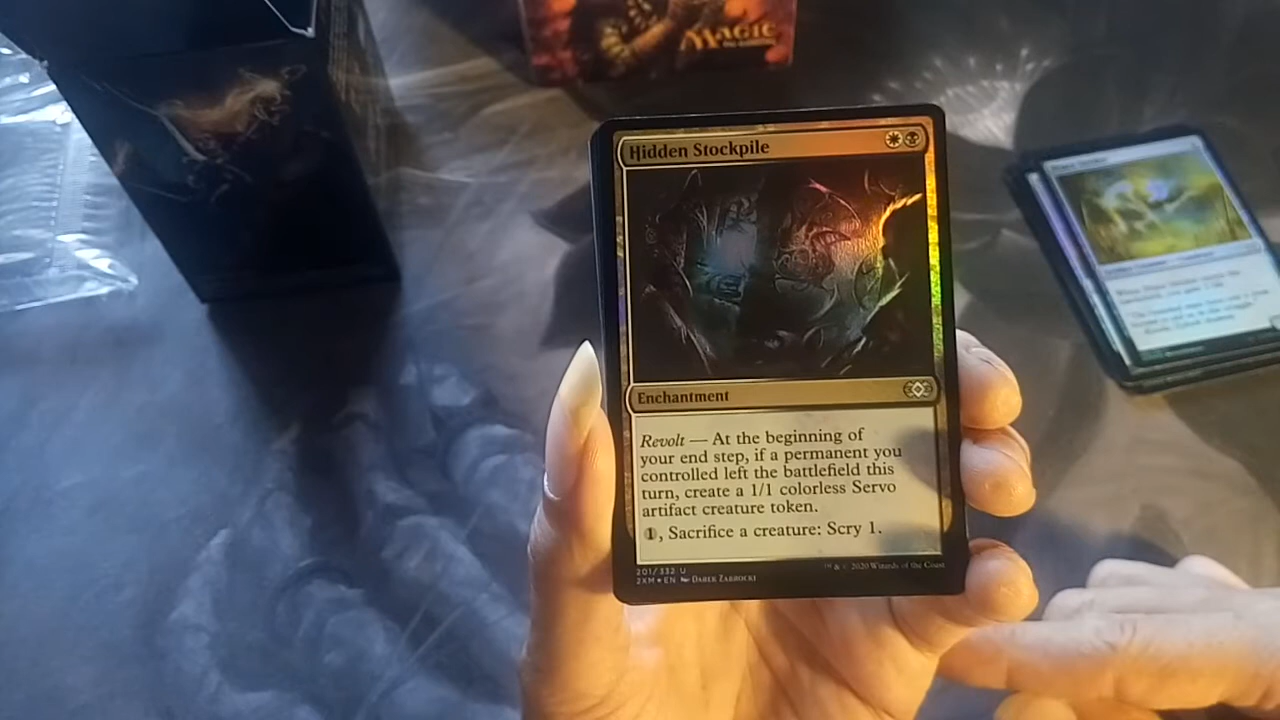 MAGIC
Hidden Stockpile
Enchantment
Revolt — At the beginning of
your end step, if a permanent you
controlled left the battlefield this
turn, create a 1/1 colorless Servo
artifact creature token.
1, Sacrifice a creature: Scry 1.
201/332 U
2XM ★ EN DAREK ZABROCKI
™ & © 2020 Wizards of the Coast